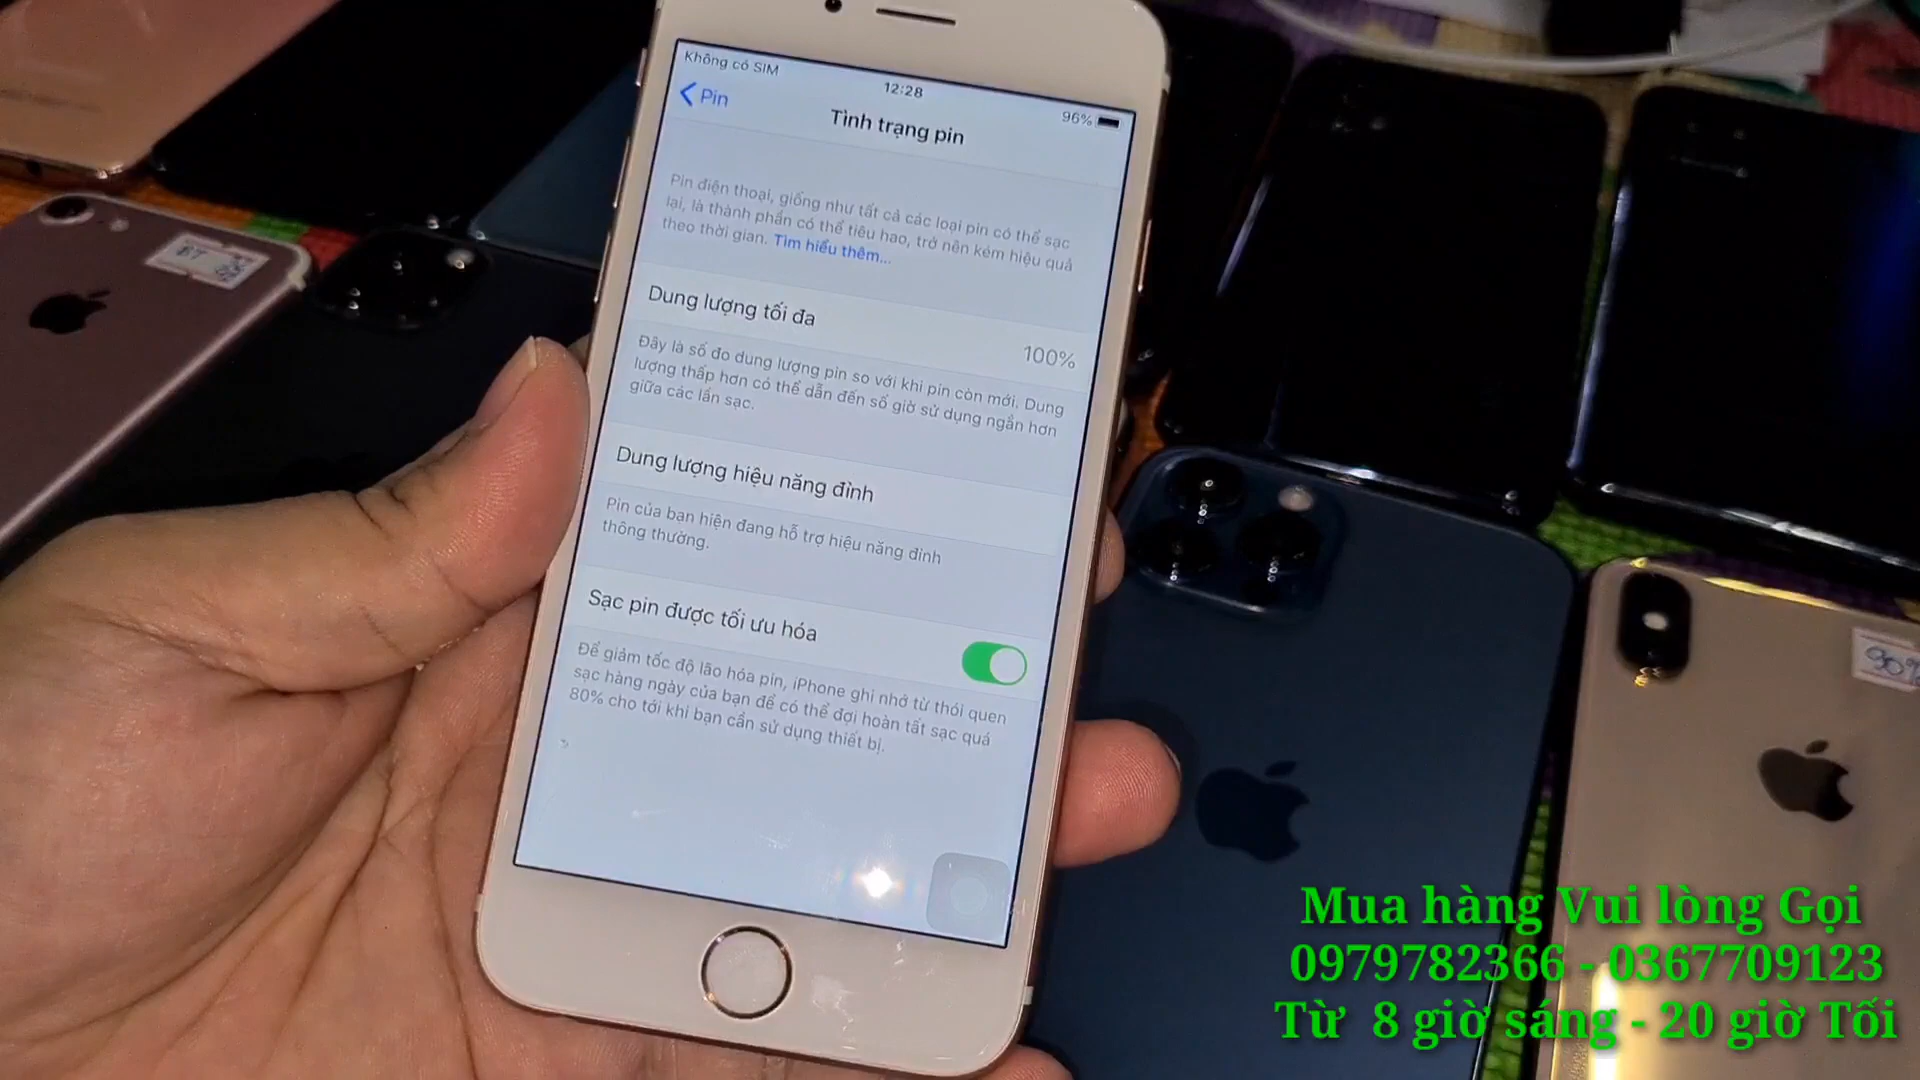 Không có SIM
12:28
96%
Pin
Tình trạng pin
Pin điện thoại, giống như tất cả các loại pin có thể sạc
lại, là thành phần có thể tiêu hao, trở nên kém hiệu quả
theo thời gian. Tìm hiểu thêm...
Dung lượng tối đa
100%
Đây là số đo dung lượng pin so với khi pin còn mới. Dung
lượng thấp hơn có thể dẫn đến số giờ sử dụng ngắn hơn
giữa các lần sạc.
Dung lượng hiệu năng đỉnh
Pin của bạn hiện đang hỗ trợ hiệu năng đỉnh
thông thường.
Sạc pin được tối ưu hóa
Để giảm tốc độ lão hóa pin, iPhone ghi nhớ từ thói quen
sạc hàng ngày của bạn để có thể đợi hoàn tất sạc quá
80% cho tới khi bạn cần sử dụng thiết bị.
BT
90%
Mua hàng Vui lòng Gọi
0979782366 - 0367709123
Từ 8 giờ sáng - 20 giờ Tối